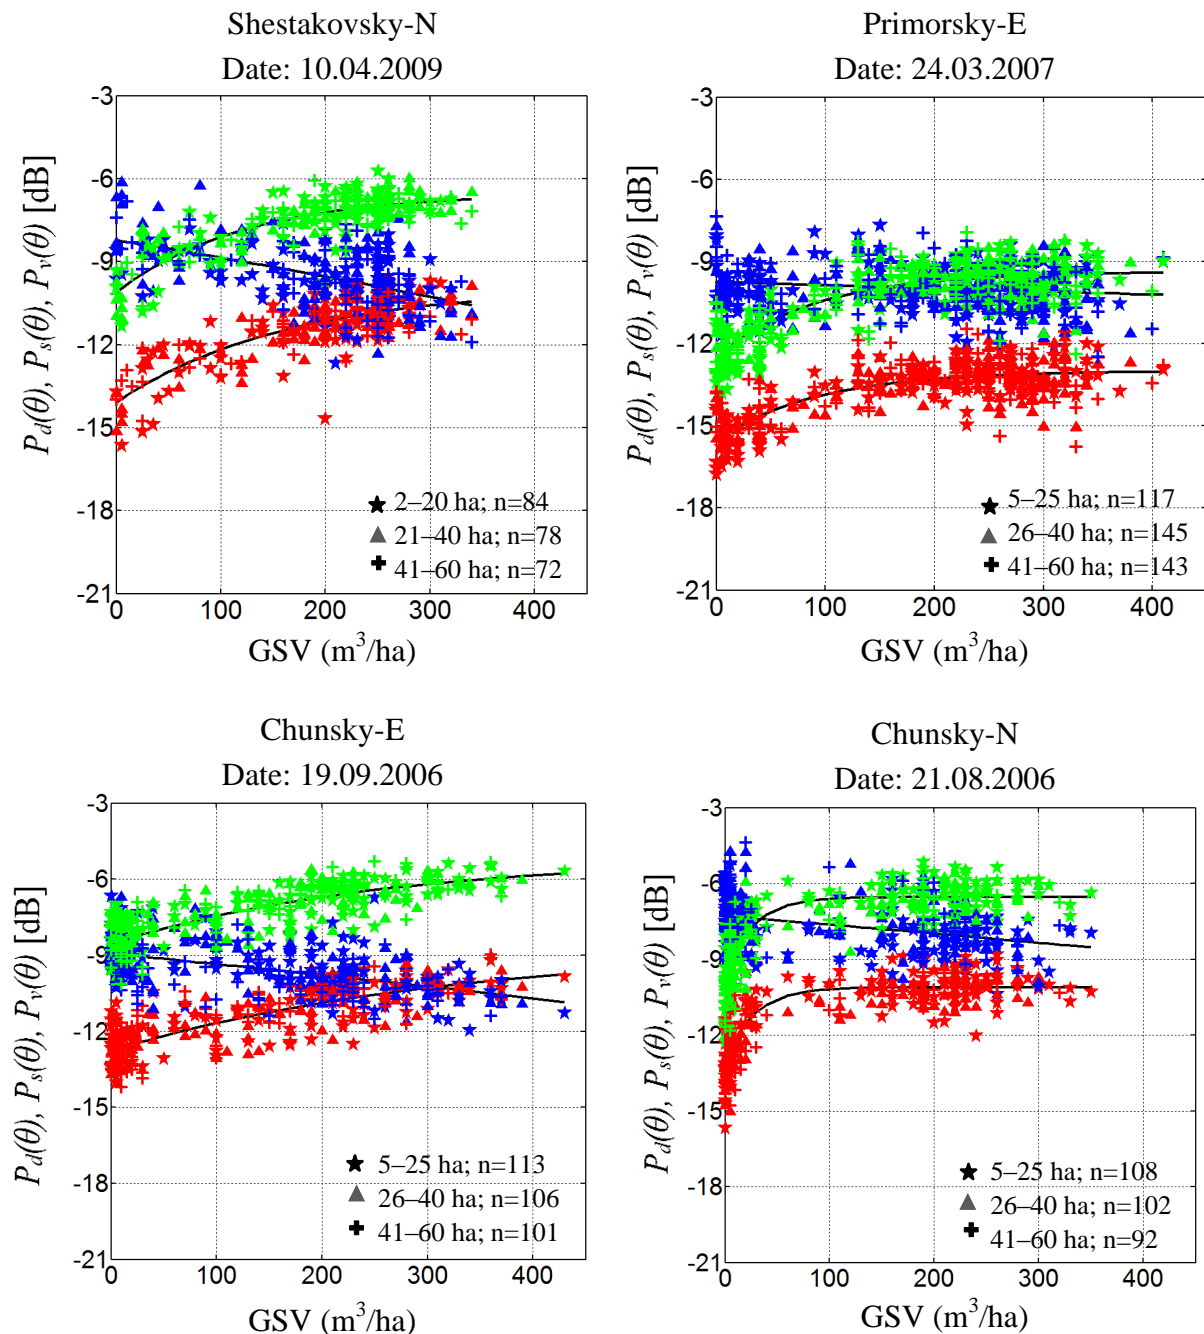 Shestakovsky-N
Date: 10.04.2009
P_d(θ), P_s(θ), P_v(θ) [dB]
-3
-6
-9
-12
-15
-18
-21
2–20 ha; n=84
21–40 ha; n=78
41–60 ha; n=72
0 100 200 300 400
GSV (m³/ha)
Primorsky-E
Date: 24.03.2007
P_d(θ), P_s(θ), P_v(θ) [dB]
-3
-6
-9
-12
-15
-18
-21
5–25 ha; n=117
26–40 ha; n=145
41–60 ha; n=143
0 100 200 300 400
GSV (m³/ha)
Chunsky-E
Date: 19.09.2006
P_d(θ), P_s(θ), P_v(θ) [dB]
-3
-6
-9
-12
-15
-18
-21
5–25 ha; n=113
26–40 ha; n=106
41–60 ha; n=101
0 100 200 300 400
GSV (m³/ha)
Chunsky-N
Date: 21.08.2006
P_d(θ), P_s(θ), P_v(θ) [dB]
-3
-6
-9
-12
-15
-18
-21
5–25 ha; n=108
26–40 ha; n=102
41–60 ha; n=92
0 100 200 300 400
GSV (m³/ha)